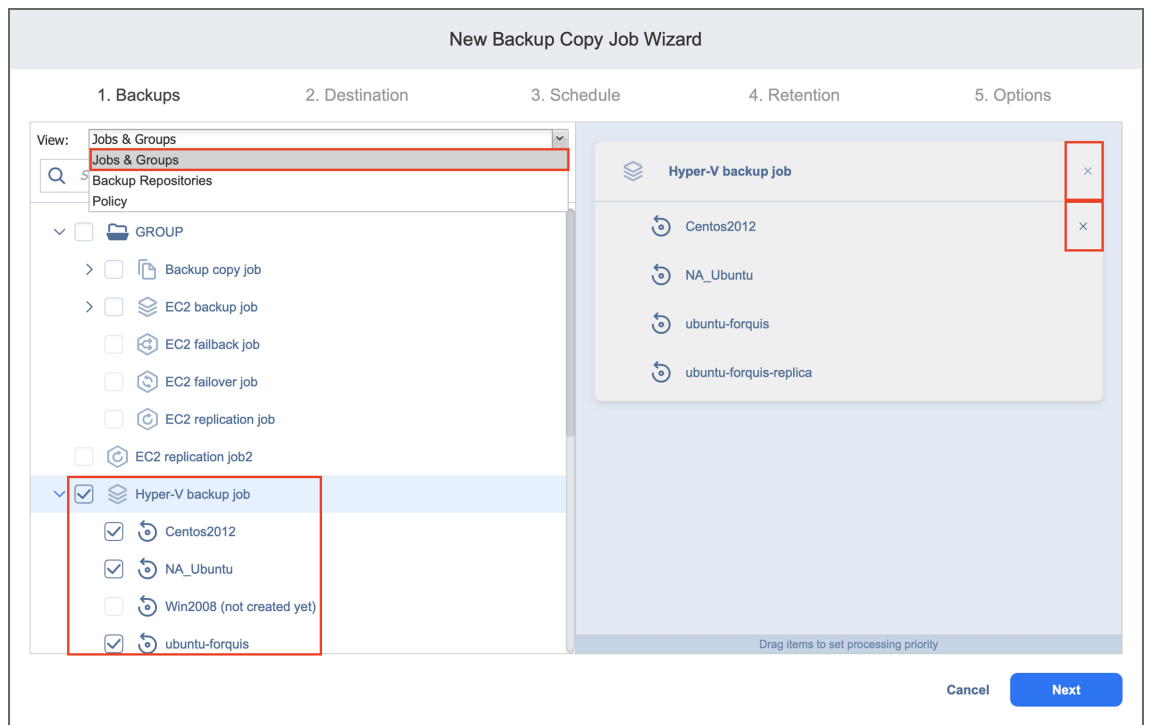 New Backup Copy Job Wizard
1. Backups 2. Destination 3. Schedule 4. Retention 5. Options
View: Jobs & Groups
Jobs & Groups
Backup Repositories
Policy
GROUP
Backup copy job
EC2 backup job
EC2 failback job
EC2 failover job
EC2 replication job
EC2 replication job2
Hyper-V backup job
Centos2012
NA_Ubuntu
Win2008 (not created yet)
ubuntu-forquis
Hyper-V backup job
Centos2012
NA_Ubuntu
ubuntu-forquis
ubuntu-forquis-replica
Drag items to set processing priority
Cancel Next